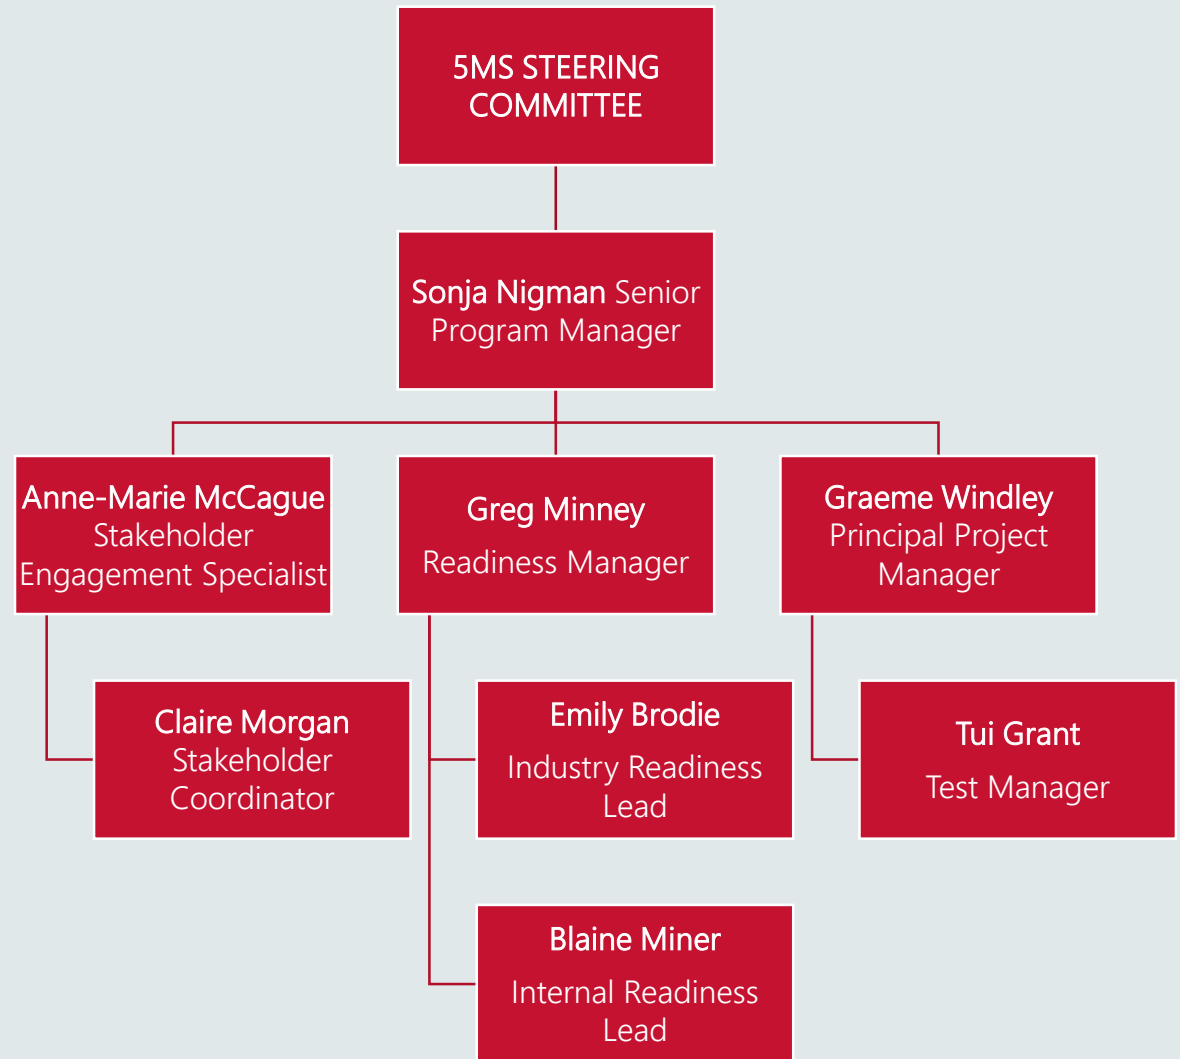 5MS STEERING
COMMITTEE
Sonja Nigman Senior
Program Manager
Anne-Marie McCague
Stakeholder
Engagement Specialist
Greg Minney
Readiness Manager
Graeme Windley
Principal Project
Manager
Claire Morgan
Stakeholder
Coordinator
Emily Brodie
Industry Readiness
Lead
Tui Grant
Test Manager
Blaine Miner
Internal Readiness
Lead